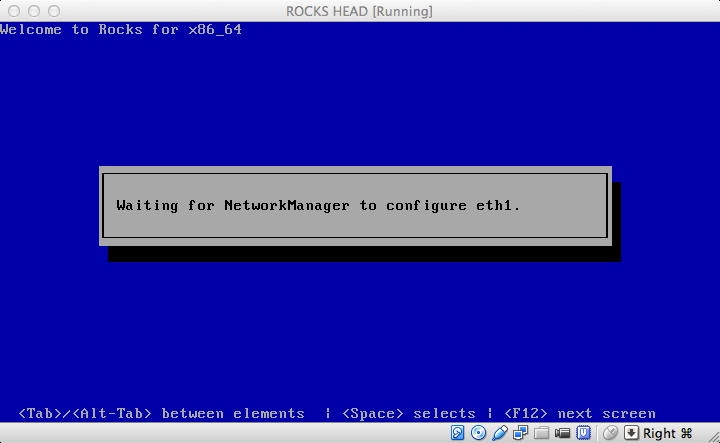 ROCKS HEAD [Running]
Welcome to Rocks for x86_64
Waiting for NetworkManager to configure eth1.
<Tab>/<Alt-Tab> between elements | <Space> selects | <F12> next screen
Right ⌘